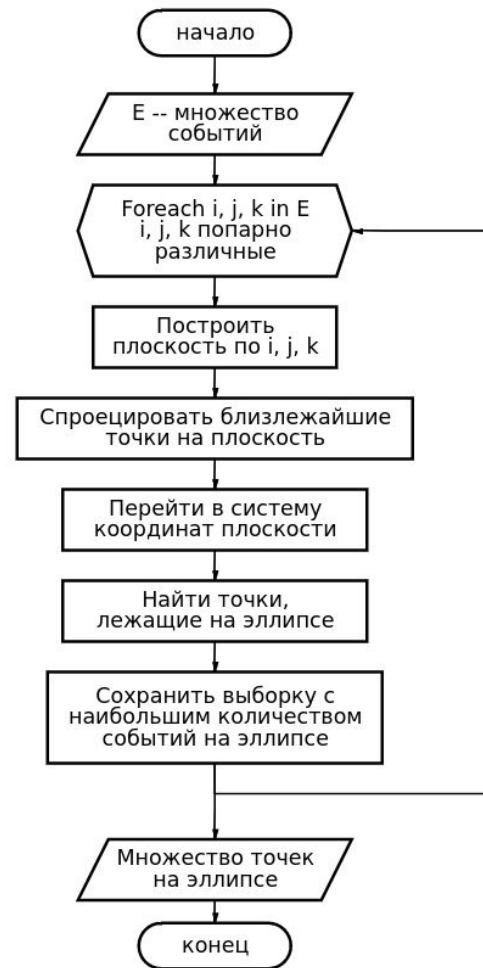 начало
E -- множество
событий
Foreach i, j, k in E
i, j, k попарно
различные
Построить
плоскость по i, j, k
Спроецировать близлежайшие
точки на плоскость
Перейти в систему
координат плоскости
Найти точки,
лежащие на эллипсе
Сохранить выборку с
наибольшим количеством
событий на эллипсе
Множество точек
на эллипсе
конец